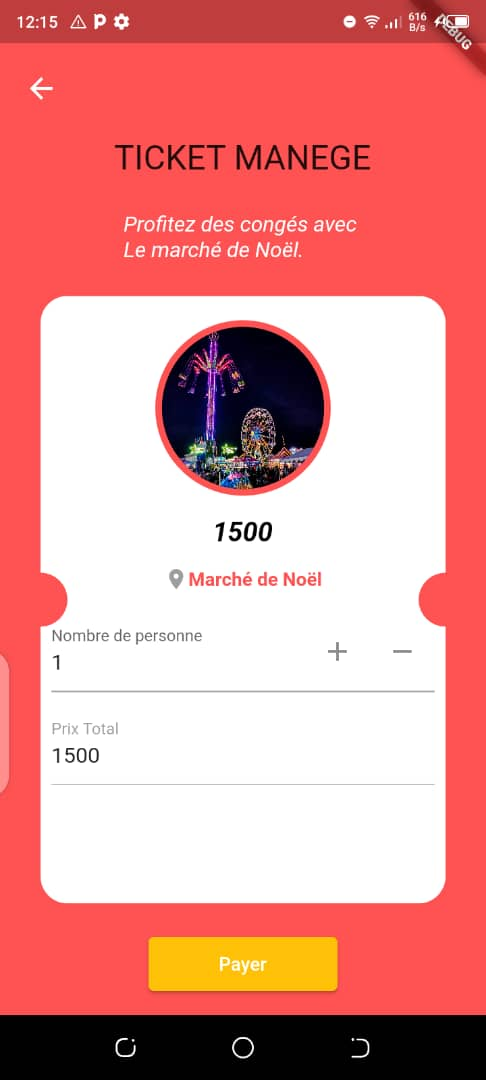 12:15
616
B/s
DEBUG
TICKET MANEGE
Profitez des congés avec
Le marché de Noël.
1500
Marché de Noël
Nombre de personne
1
Prix Total
1500
Payer